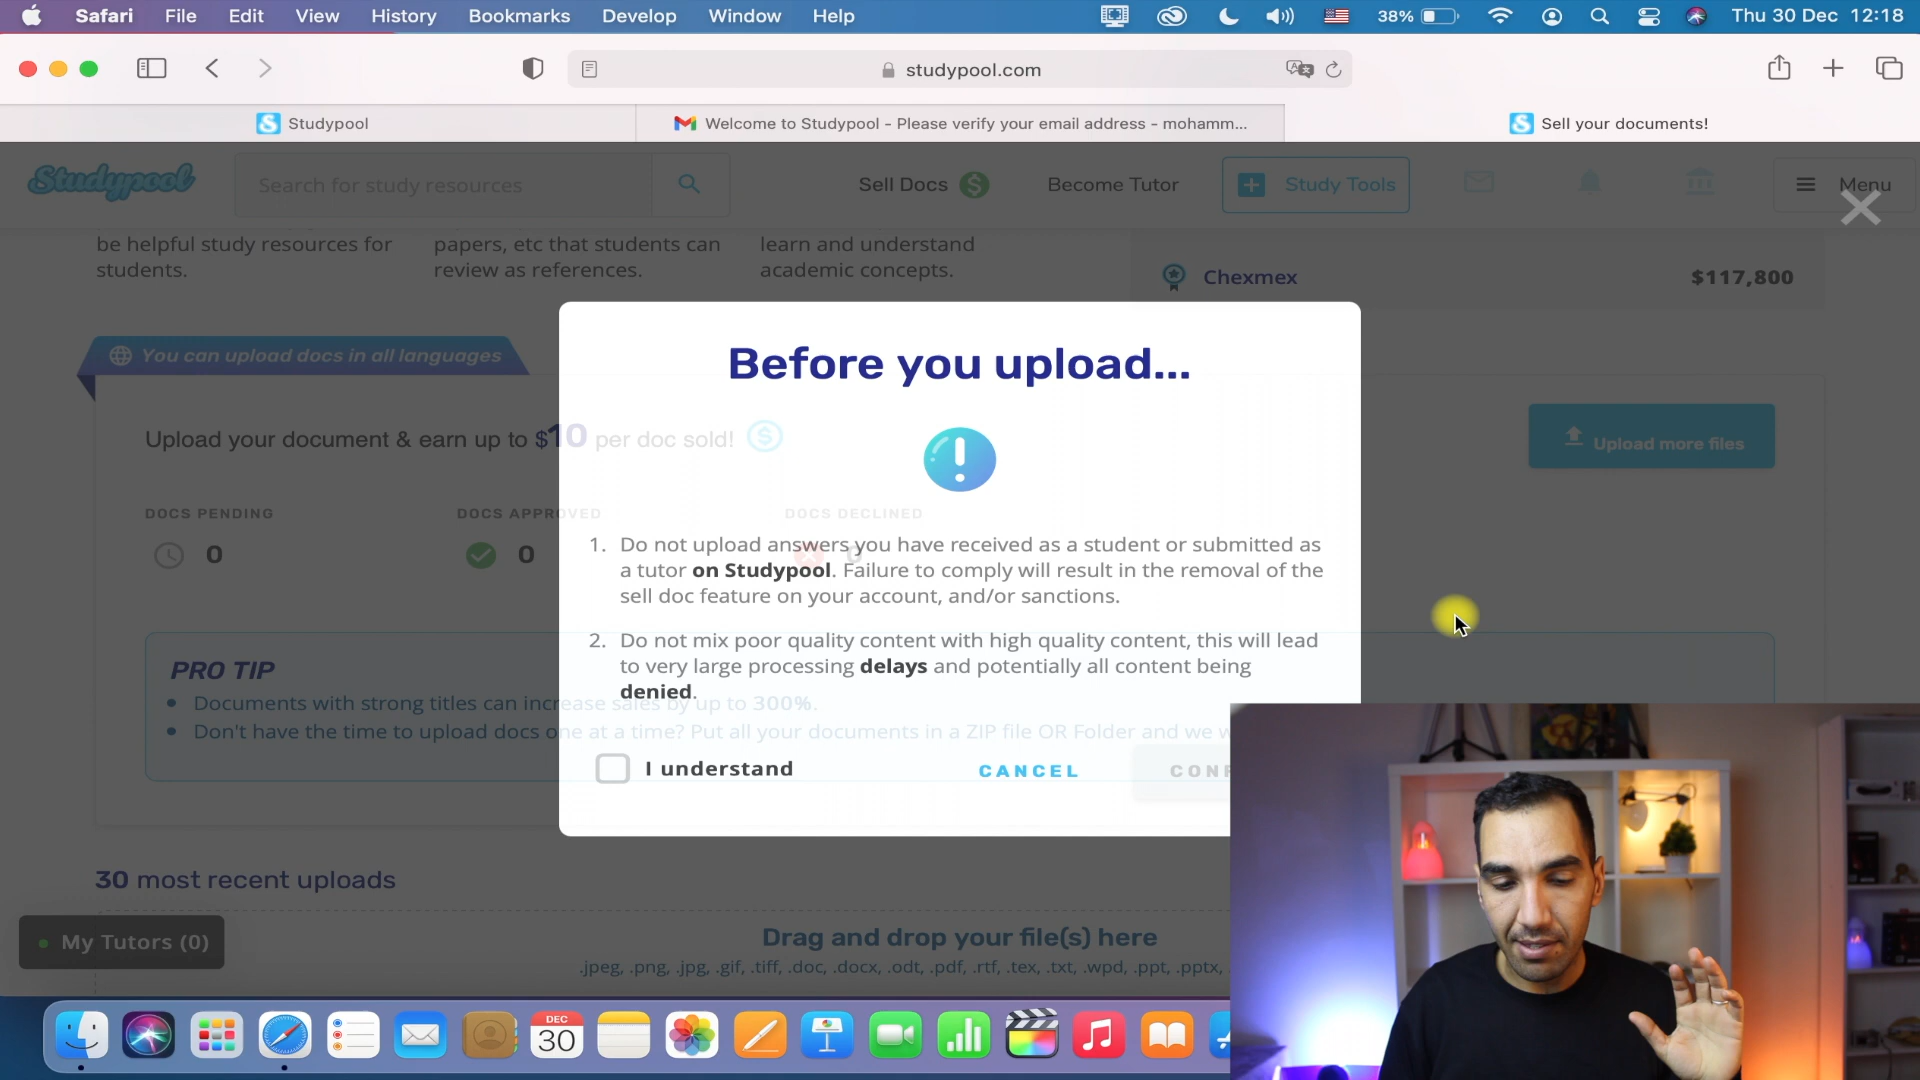 Safari File Edit View History Bookmarks Develop Window Help 38% Thu 30 Dec 12:18
studypool.com
Studypool
Welcome to Studypool - Please verify your email address - mohamm...
Sell your documents!
Studypool
Search for study resources
Sell Docs
Become Tutor
Study Tools
Menu
be helpful study resources for
students.
papers, etc that students can
review as references.
learn and understand
academic concepts.
Chexmex
$117,800
You can upload docs in all languages
Upload your document & earn up to $10 per doc sold!
Upload more files
DOCS PENDING
0
DOCS APPROVED
0
DOCS DECLINED
Before you upload...
1. Do not upload answers you have received as a student or submitted as
a tutor on Studypool. Failure to comply will result in the removal of the
sell doc feature on your account, and/or sanctions.
2. Do not mix poor quality content with high quality content, this will lead
to very large processing delays and potentially all content being
denied.
I understand
CANCEL
PRO TIP
Documents with strong titles can increase sales by up to 300%.
Don't have the time to upload docs one at a time? Put all your documents in a ZIP file OR Folder and we
30 most recent uploads
My Tutors (0)
Drag and drop your file(s) here
.jpeg, .png, .jpg, .gif, .tiff, .doc, .docx, .odt, .pdf, .rtf, .tex, .txt, .wpd, .ppt, .pptx,
DEC
30